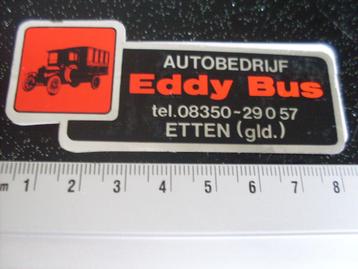 AUTOBEDRIJF
Eddy Bus
tel.08350-29057
ETTEN (gld.)
m 1 2 3 4 5 6 7 8